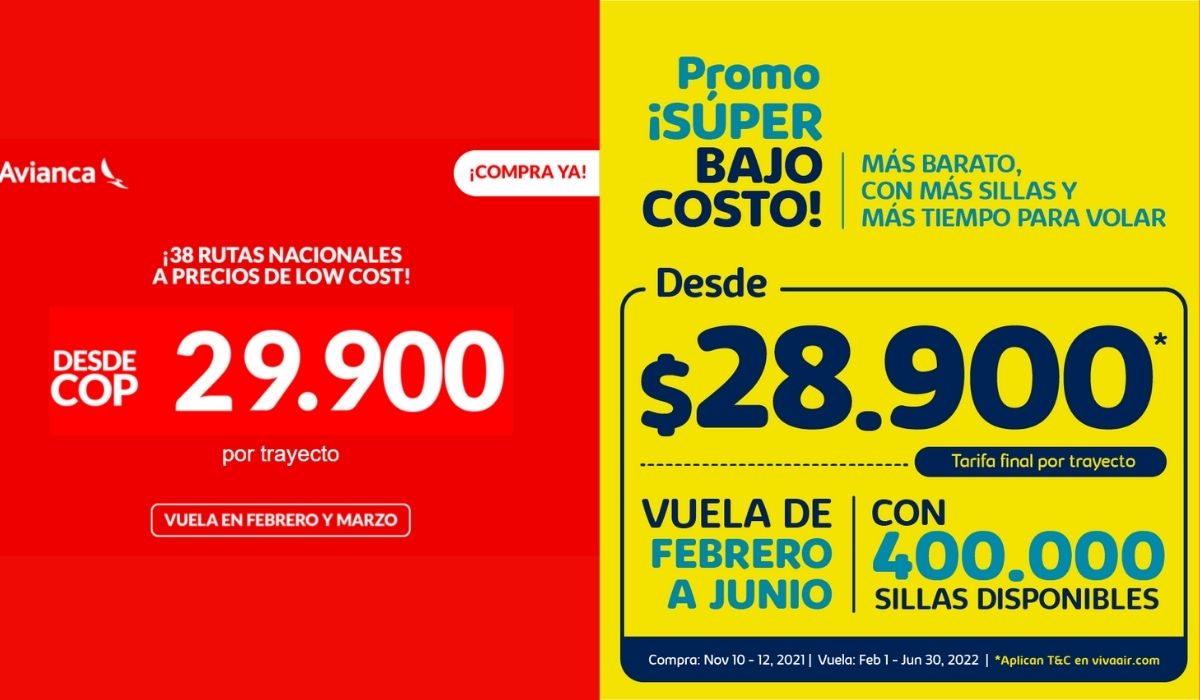 Avianca
¡COMPRA YA!
¡38 RUTAS NACIONALES
A PRECIOS DE LOW COST!
DESDE
COP
29.900
por trayecto
VUELA EN FEBRERO Y MARZO
Promo
¡SÚPER
BAJO
COSTO!
MÁS BARATO,
CON MÁS SILLAS Y
MÁS TIEMPO PARA VOLAR
Desde
$28.900*
Tarifa final por trayecto
VUELA DE
FEBRERO
A JUNIO
CON
400.000
SILLAS DISPONIBLES
Compra: Nov 10 - 12, 2021 | Vuela: Feb 1 - Jun 30, 2022 | *Aplican T&C en vivaair.com